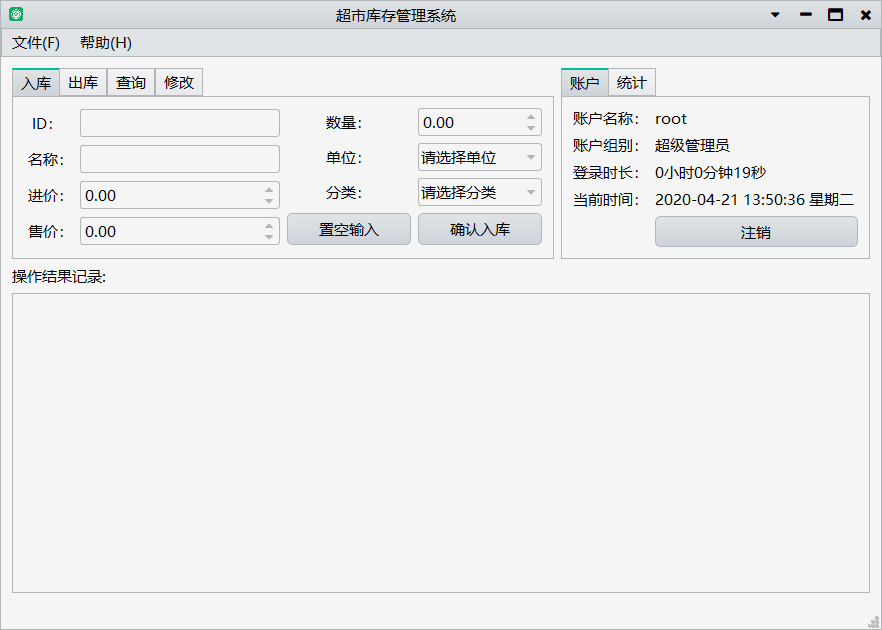 超市库存管理系统
文件(F) 帮助(H)
入库 出库 查询 修改
ID:
名称:
进价: 0.00
售价: 0.00
数量: 0.00
单位: 请选择单位
分类: 请选择分类
置空输入 确认入库
账户 统计
账户名称: root
账户组别: 超级管理员
登录时长: 0小时0分钟19秒
当前时间: 2020-04-21 13:50:36 星期二
注销
操作结果记录: